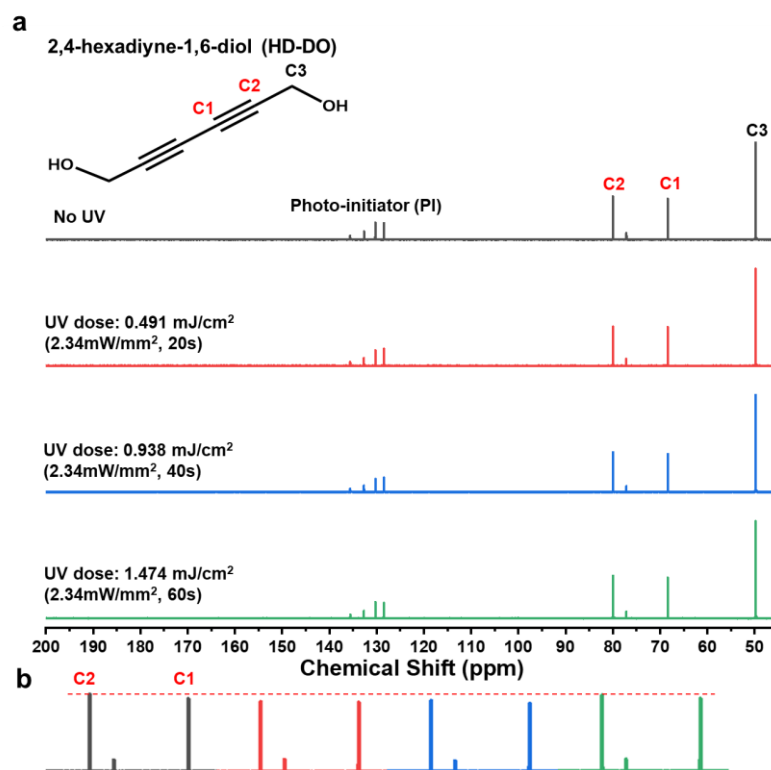 a
2,4-hexadiyne-1,6-diol (HD-DO)
C3
C2
C1
OH
HO
C3
C2
C1
No UV
Photo-initiator (PI)
UV dose: 0.491 mJ/cm²
(2.34mW/mm², 20s)
UV dose: 0.938 mJ/cm²
(2.34mW/mm², 40s)
UV dose: 1.474 mJ/cm²
(2.34mW/mm², 60s)
200 190 180 170 160 150 140 130 120 110 100 90 80 70 60 50
Chemical Shift (ppm)
b
C2
C1